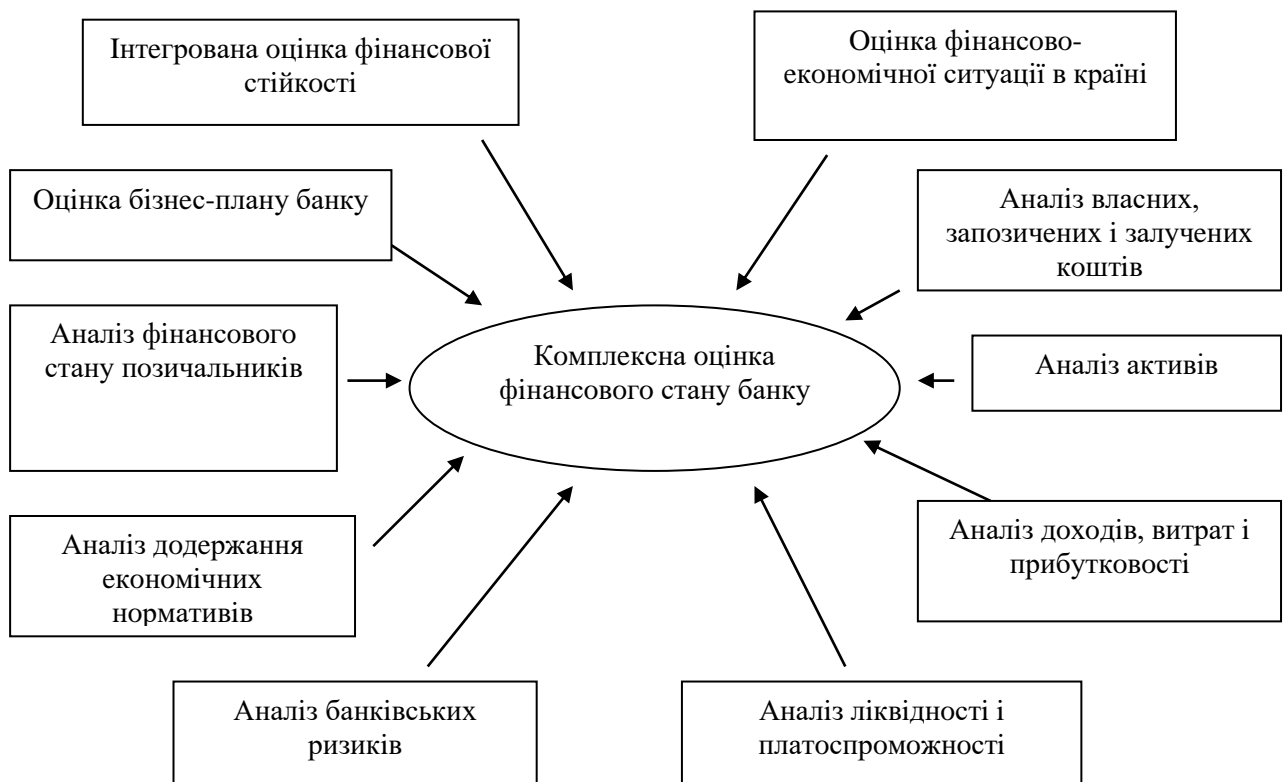 Інтегрована оцінка фінансової
стійкості
Оцінка фінансово-
економічної ситуації в країні
Оцінка бізнес-плану банку
Аналіз власних,
запозичених і залучених
коштів
Аналіз фінансового
стану позичальників
Комплексна оцінка
фінансового стану банку
Аналіз активів
Аналіз додержання
економічних
нормативів
Аналіз доходів, витрат і
прибутковості
Аналіз банківських
ризиків
Аналіз ліквідності і
платоспроможності